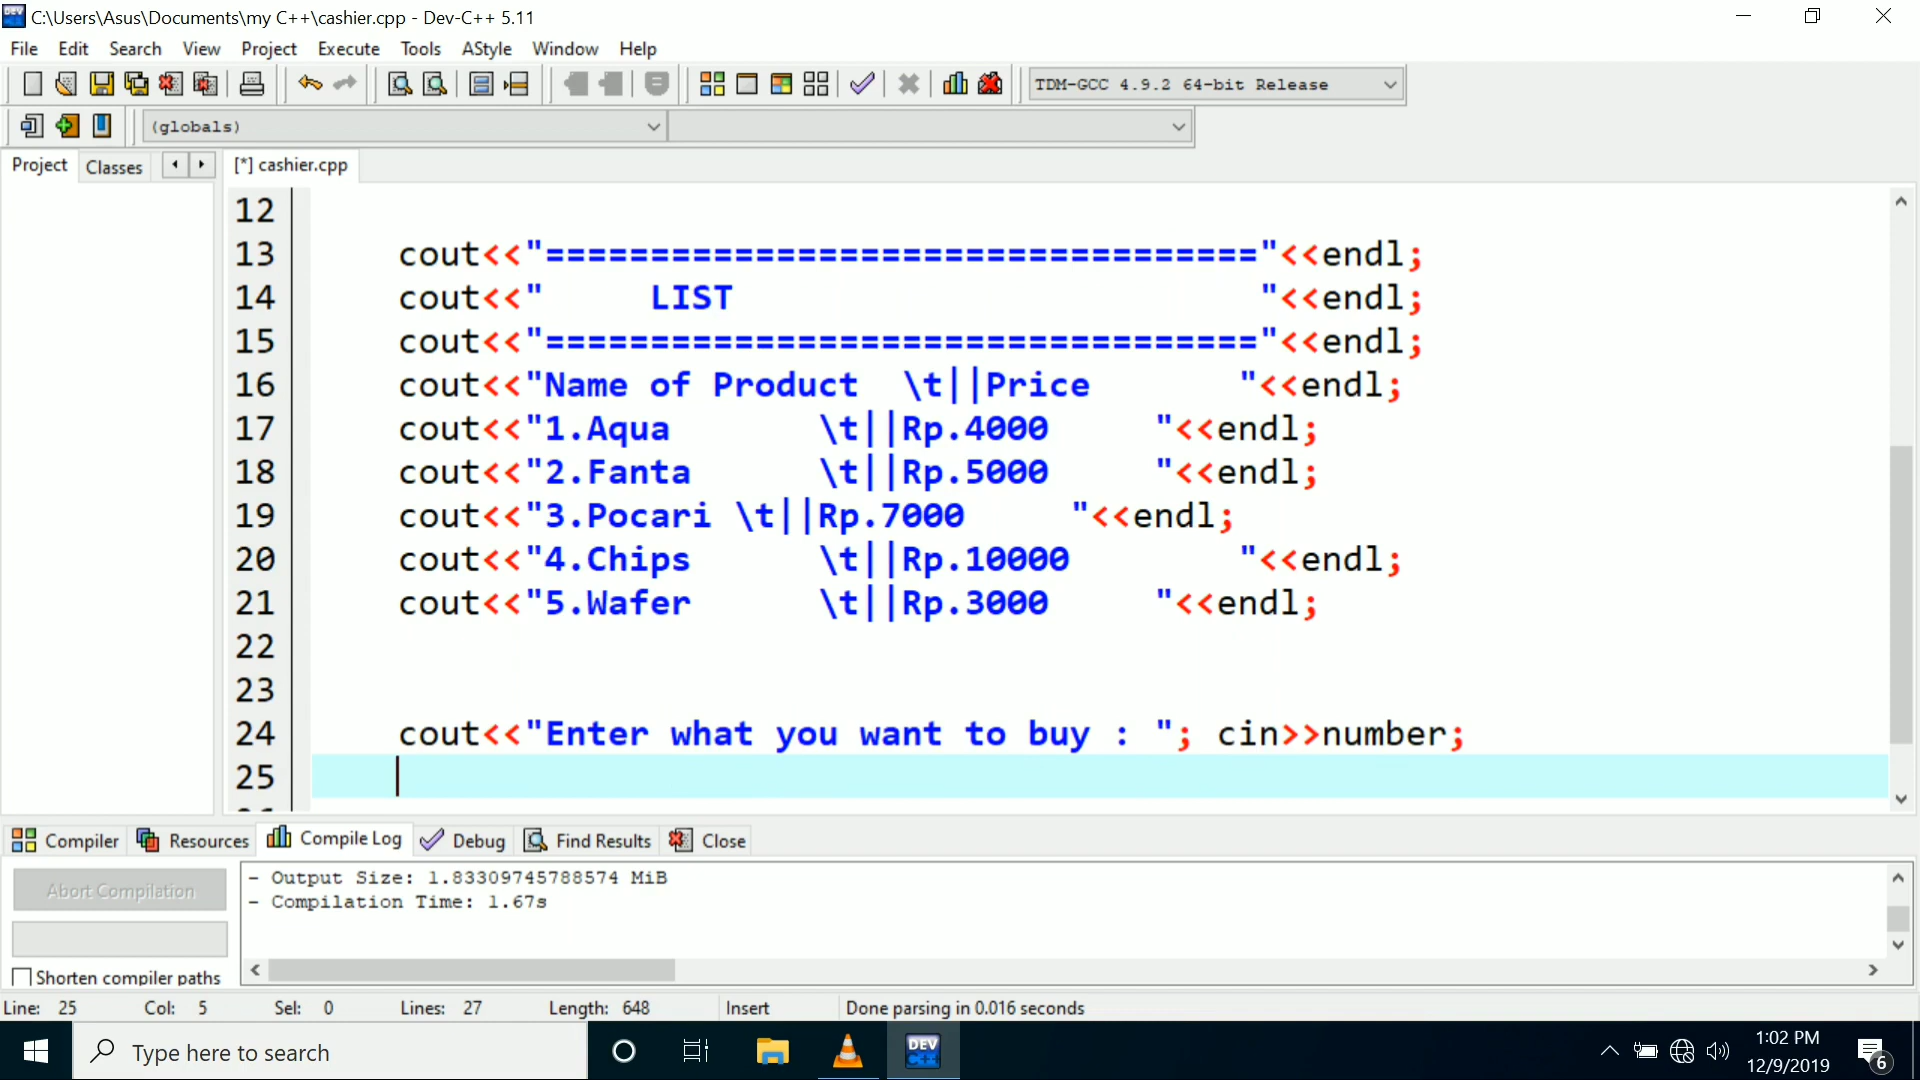 C:\Users\Asus\Documents\my C++\cashier.cpp - Dev-C++ 5.11
File Edit Search View Project Execute Tools AStyle Window Help
TDM-GCC 4.9.2 64-bit Release
(globals)
Project Classes [*] cashier.cpp
12
13 cout<<"=================================="<<endl;
14 cout<<"     LIST                         "<<endl;
15 cout<<"=================================="<<endl;
16 cout<<"Name of Product  \t||Price       "<<endl;
17 cout<<"1.Aqua       \t||Rp.4000     "<<endl;
18 cout<<"2.Fanta      \t||Rp.5000     "<<endl;
19 cout<<"3.Pocari \t||Rp.7000     "<<endl;
20 cout<<"4.Chips      \t||Rp.10000        "<<endl;
21 cout<<"5.Wafer      \t||Rp.3000     "<<endl;
22
23
24 cout<<"Enter what you want to buy : "; cin>>number;
25
Compiler Resources Compile Log Debug Find Results Close
Abort Compilation
- Output Size: 1.83309745788574 MiB
- Compilation Time: 1.67s
Shorten compiler paths
Line: 25 Col: 5 Sel: 0 Lines: 27 Length: 648 Insert Done parsing in 0.016 seconds
Type here to search
DEV C++
1:02 PM
12/9/2019
6